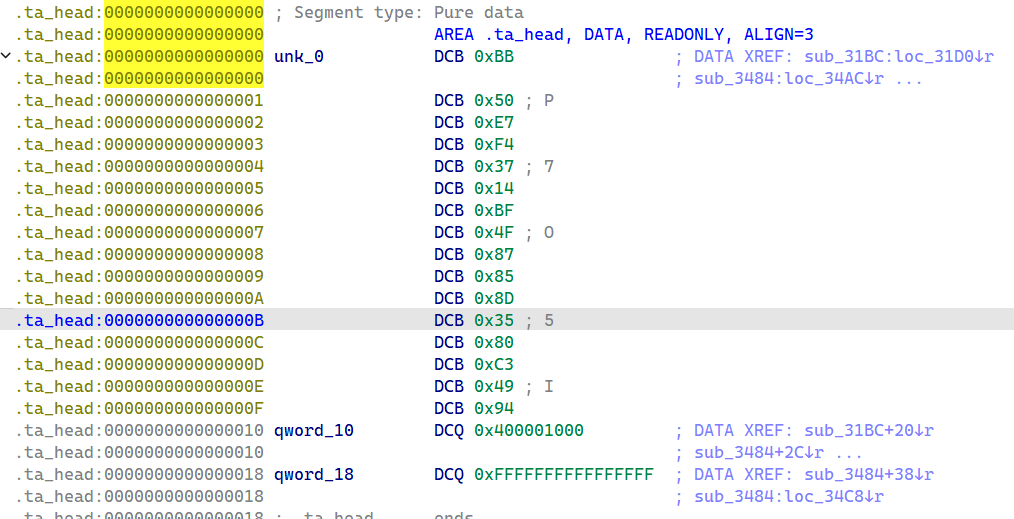 .ta_head:0000000000000000 ; Segment type: Pure data
.ta_head:0000000000000000 AREA .ta_head, DATA, READONLY, ALIGN=3
.ta_head:0000000000000000 unk_0 DCB 0xBB ; DATA XREF: sub_31BC:loc_31D0↓r
.ta_head:0000000000000000 ; sub_3484:loc_34AC↓r ...
.ta_head:0000000000000001 DCB 0x50 ; P
.ta_head:0000000000000002 DCB 0xE7
.ta_head:0000000000000003 DCB 0xF4
.ta_head:0000000000000004 DCB 0x37 ; 7
.ta_head:0000000000000005 DCB 0x14
.ta_head:0000000000000006 DCB 0xBF
.ta_head:0000000000000007 DCB 0x4F ; O
.ta_head:0000000000000008 DCB 0x87
.ta_head:0000000000000009 DCB 0x85
.ta_head:000000000000000A DCB 0x8D
.ta_head:000000000000000B DCB 0x35 ; 5
.ta_head:000000000000000C DCB 0x80
.ta_head:000000000000000D DCB 0xC3
.ta_head:000000000000000E DCB 0x49 ; I
.ta_head:000000000000000F DCB 0x94
.ta_head:0000000000000010 qword_10 DCQ 0x400001000 ; DATA XREF: sub_31BC+20↓r
.ta_head:0000000000000010 ; sub_3484+2C↓r ...
.ta_head:0000000000000018 qword_18 DCQ 0xFFFFFFFFFFFFFFFF ; DATA XREF: sub_3484+38↓r
.ta_head:0000000000000018 ; sub_3484:loc_34C8↓r
.ta_head:0000000000000018 ; .ta_head ends